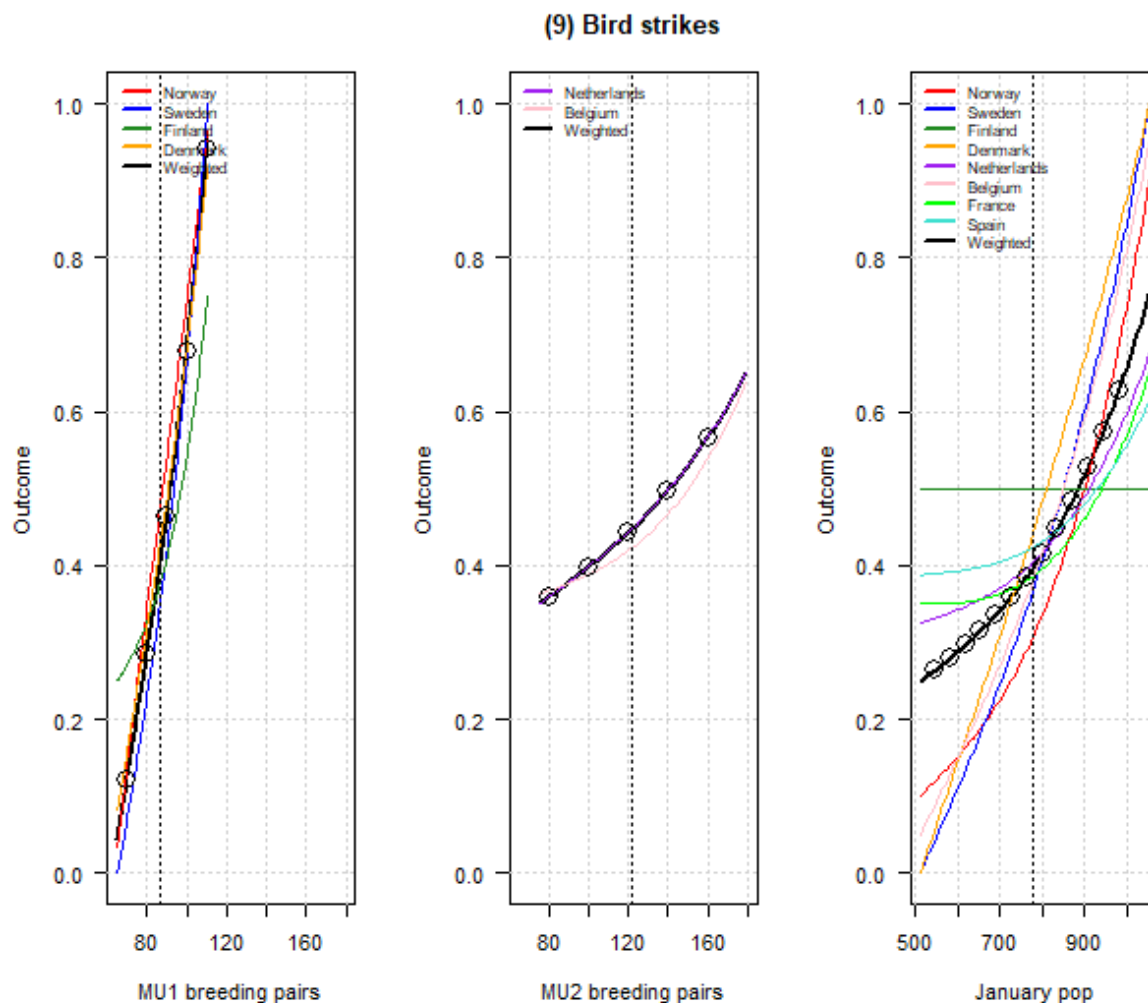 (9) Bird strikes
Norway
Sweden
Finland
Denmark
Weighted
1.0
0.8
0.6
0.4
0.2
0.0
Outcome
80 120 160
MU1 breeding pairs
Netherlands
Belgium
Weighted
1.0
0.8
0.6
0.4
0.2
0.0
Outcome
80 120 160
MU2 breeding pairs
Norway
Sweden
Finland
Denmark
Netherlands
Belgium
France
Spain
Weighted
1.0
0.8
0.6
0.4
0.2
0.0
Outcome
500 700 900
January pop